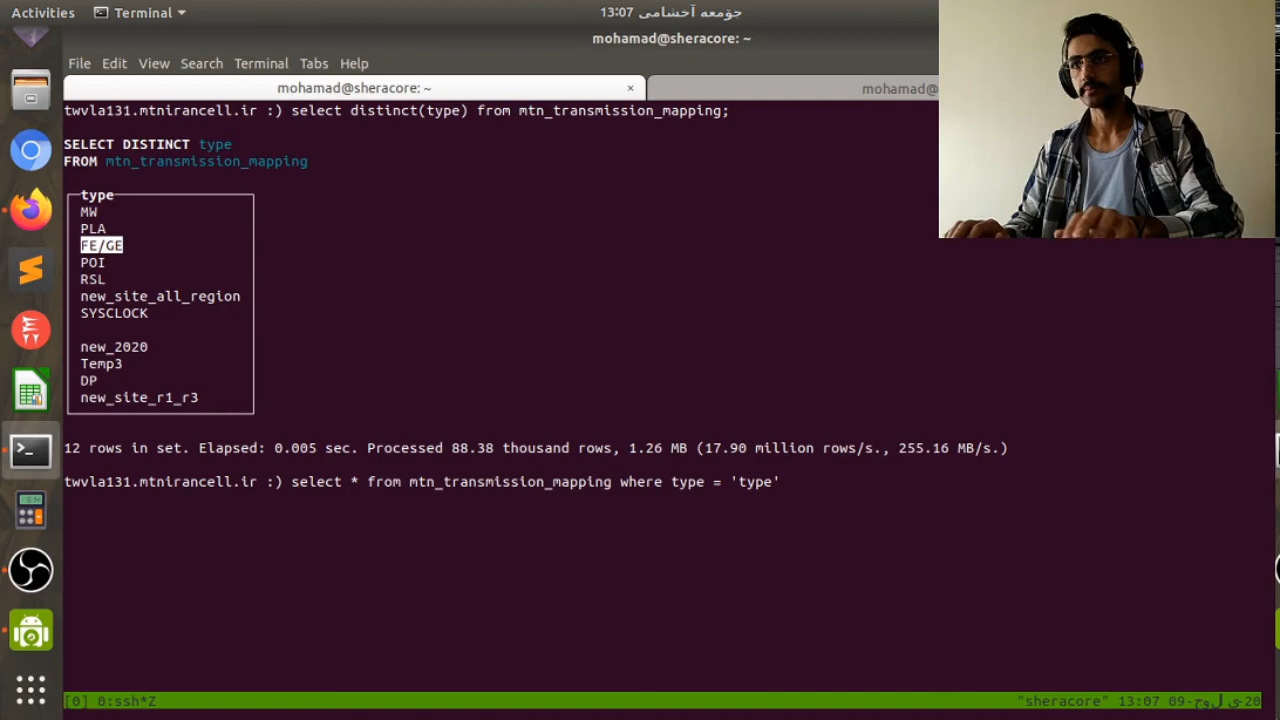 Activities Terminal
جۆمعه آخشامی 13:07
mohamad@sheracore: ~
File Edit View Search Terminal Tabs Help
mohamad@sheracore: ~ ×
mohamad@
twvla131.mtnirancell.ir :) select distinct(type) from mtn_transmission_mapping;
SELECT DISTINCT type
FROM mtn_transmission_mapping
type
MW
PLA
FE/GE
POI
RSL
new_site_all_region
SYSCLOCK
new_2020
Temp3
DP
new_site_r1_r3
12 rows in set. Elapsed: 0.005 sec. Processed 88.38 thousand rows, 1.26 MB (17.90 million rows/s., 255.16 MB/s.)
twvla131.mtnirancell.ir :) select * from mtn_transmission_mapping where type = 'type'
[0] 0:ssh*Z
"sheracore" 13:07